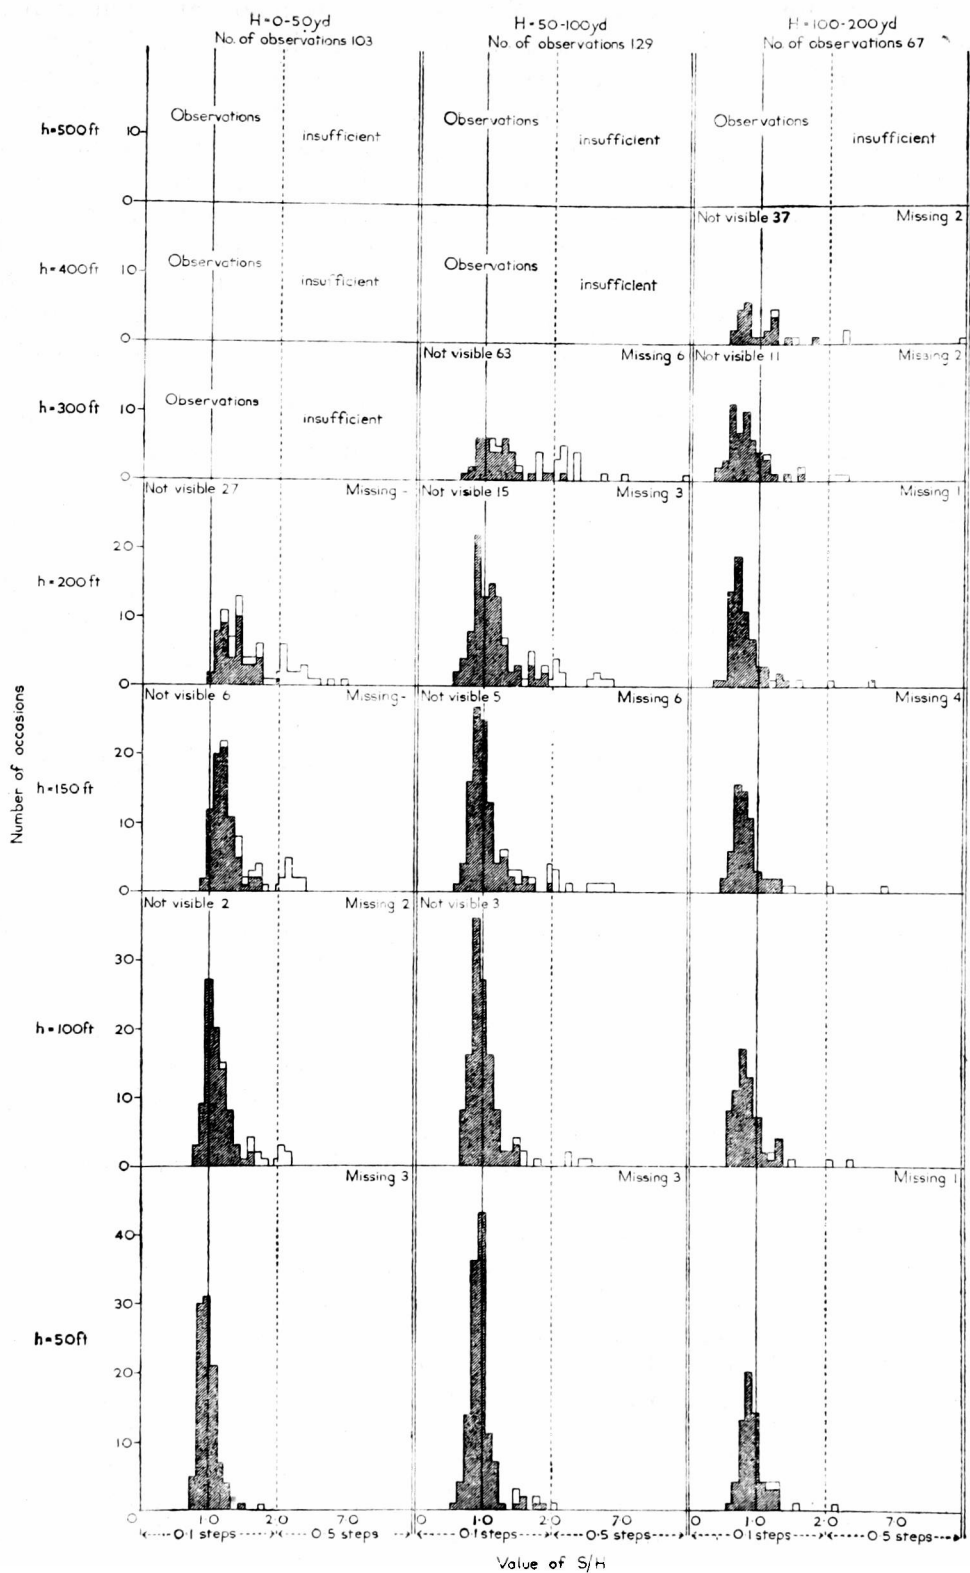 H=0-50yd
No. of observations 103
H=50-100yd
No. of observations 129
H=100-200yd
No. of observations 67
h=500ft
10
0
Observations
insufficient
Observations
insufficient
Observations
insufficient
h=400ft
10
0
Observations
insufficient
Observations
insufficient
Not visible 37
Missing 2
h=300ft
10
0
Observations
insufficient
Not visible 63
Missing 6
Not visible 11
Missing 2
h=200ft
20
10
0
Not visible 27
Missing -
Not visible 15
Missing 3
Missing 1
h=150ft
20
10
0
Not visible 6
Missing -
Not visible 5
Missing 6
Missing 4
h=100ft
30
20
10
0
Not visible 2
Missing 2
Not visible 3
h=50ft
40
30
20
10
Missing 3
Missing 3
Missing 1
Number of occasions
0 1.0 2.0 7.0
0 1.0 2.0 7.0
0 1.0 2.0 7.0
0.1 steps 0.5 steps
0.1 steps 0.5 steps
0.1 steps 0.5 steps
Value of S/H